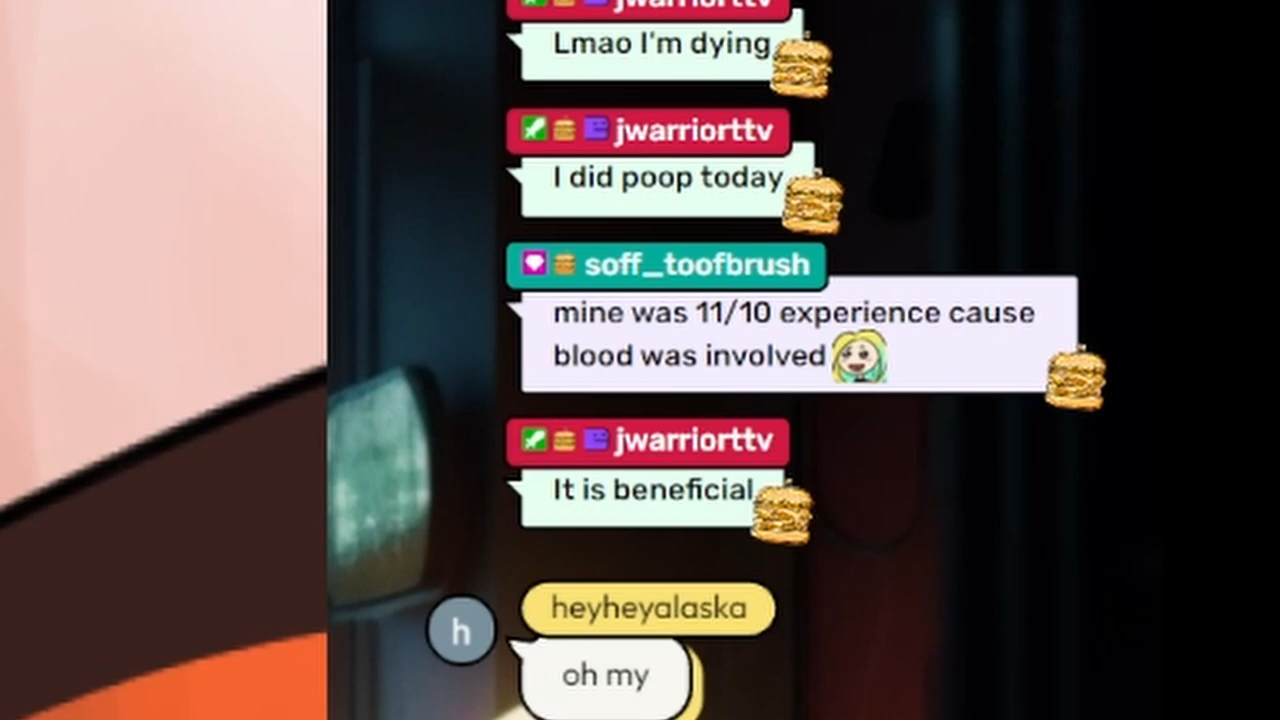 jwarriorttv
Lmao I'm dying
jwarriorttv
I did poop today
soff_toofbrush
mine was 11/10 experience cause
blood was involved
jwarriorttv
It is beneficial
heyheyalaska
h
oh my